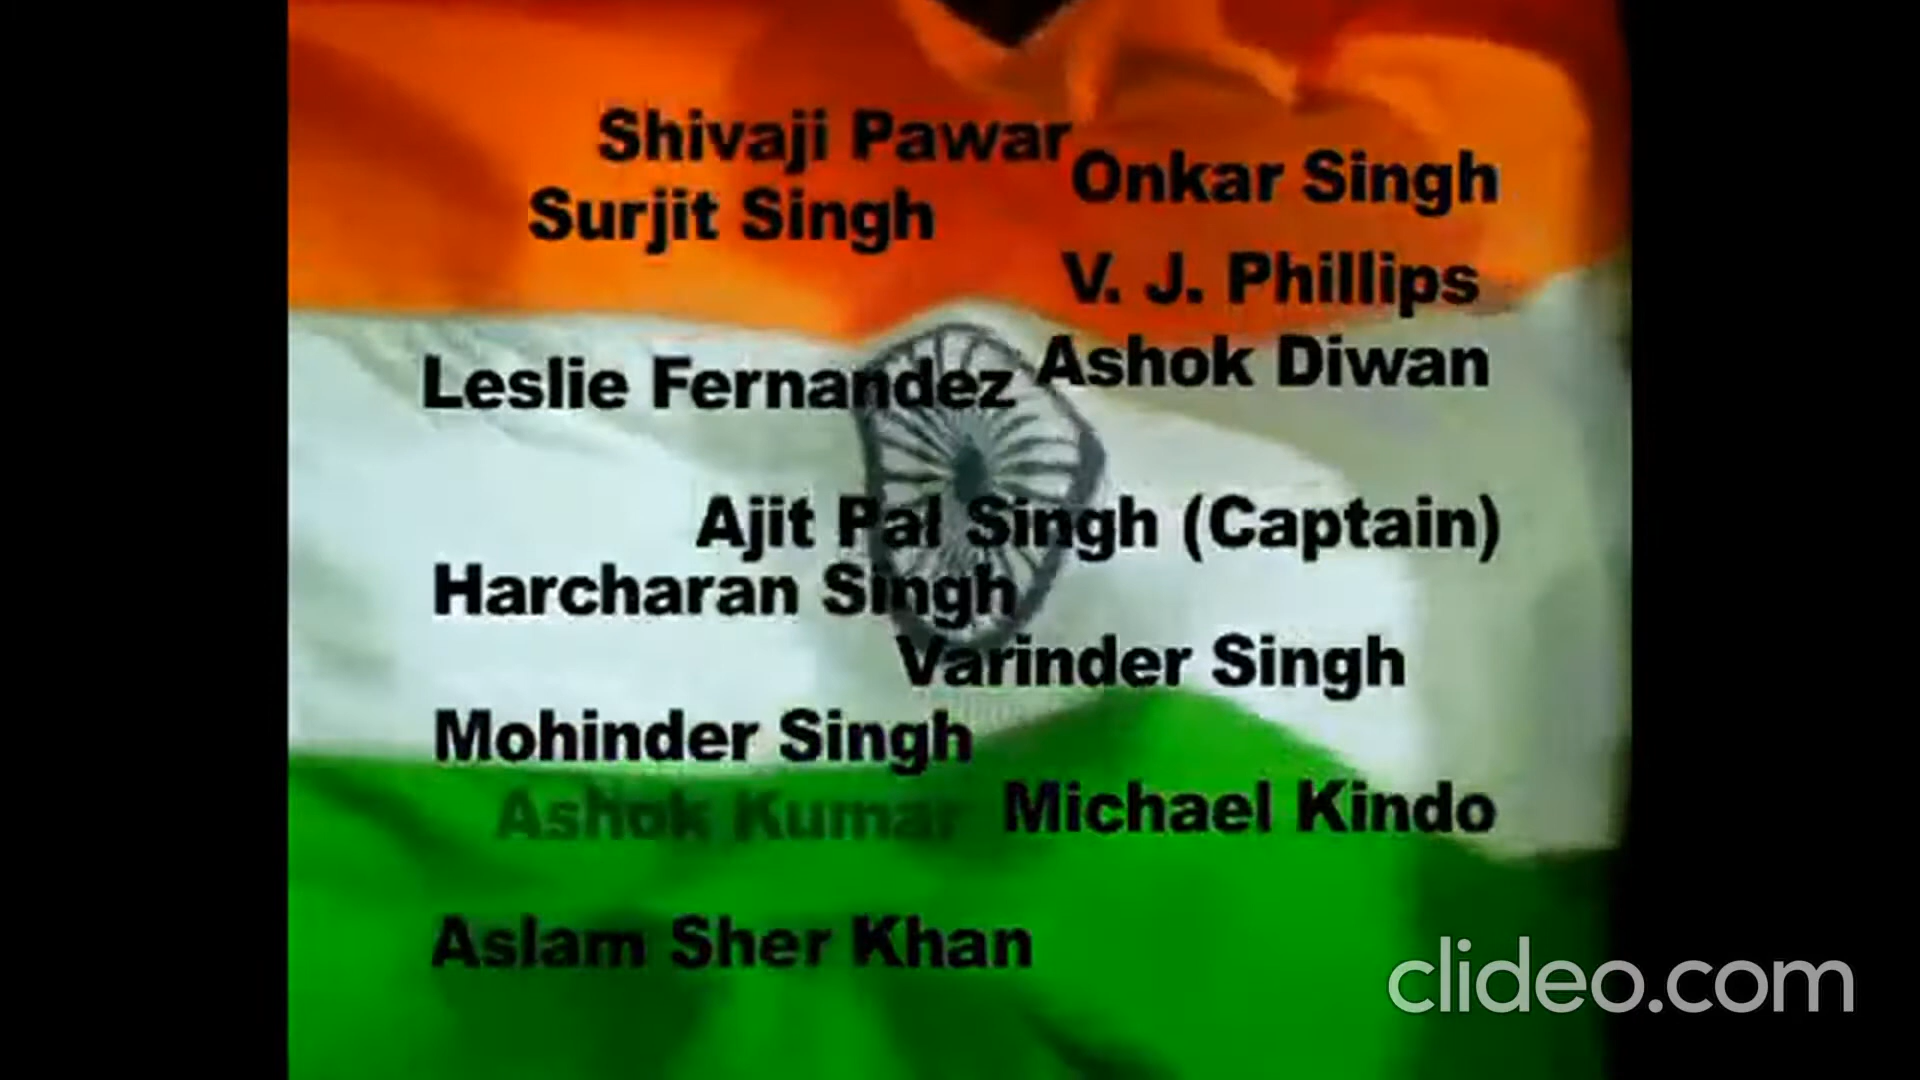 Shivaji Pawar
Onkar Singh
Surjit Singh
V. J. Phillips
Ashok Diwan
Leslie Fernandez
Ajit Pal Singh (Captain)
Harcharan Singh
Varinder Singh
Mohinder Singh
Ashok Kumar
Michael Kindo
Aslam Sher Khan
clideo.com